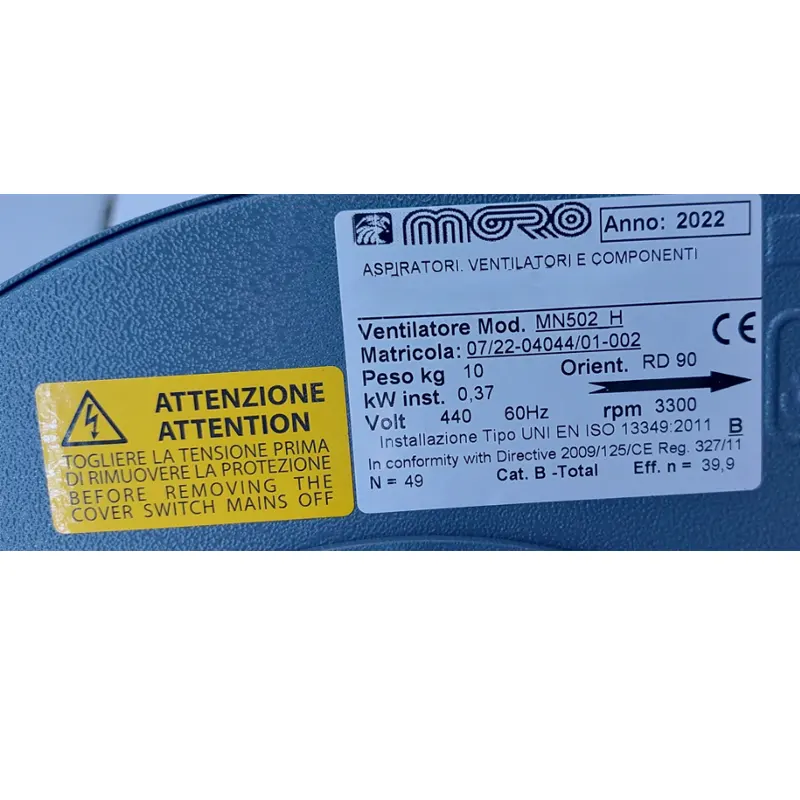 MORO
Anno: 2022
ASPIRATORI. VENTILATORI E COMPONENTI
Ventilatore Mod. MN502 H
CE
Matricola: 07/22-04044/01-002
Peso kg 10 Orient. RD 90
kW inst. 0,37
Volt 440 60Hz rpm 3300
Installazione Tipo UNI EN ISO 13349:2011 B
In conformity with Directive 2009/125/CE Reg. 327/11
N = 49 Cat. B -Total Eff. n = 39,9
ATTENZIONE
ATTENTION
TOGLIERE LA TENSIONE PRIMA
DI RIMUOVERE LA PROTEZIONE
BEFORE REMOVING THE
COVER SWITCH MAINS OFF